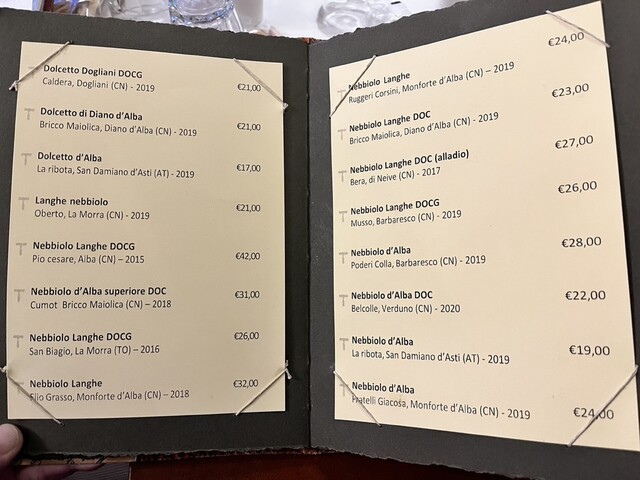 Dolcetto Dogliani DOCG
Caldera, Dogliani (CN) - 2019 €21,00
Dolcetto di Diano d'Alba
Bricco Maiolica, Diano d'Alba (CN) - 2019 €21,00
Dolcetto d'Alba
La ribota, San Damiano d'Asti (AT) - 2019 €17,00
Langhe nebbiolo
Oberto, La Morra (CN) - 2019 €21,00
Nebbiolo Langhe DOCG
Pio cesare, Alba (CN) – 2015 €42,00
Nebbiolo d'Alba superiore DOC
Cumot Bricco Maiolica (CN) – 2018 €31,00
Nebbiolo Langhe DOCG
San Biagio, La Morra (TO) – 2016 €26,00
Nebbiolo Langhe
Elio Grasso, Monforte d'Alba (CN) - 2018 €32,00
Nebbiolo Langhe €24,00
Ruggeri Corsini, Monforte d'Alba (CN) – 2019
Nebbiolo Langhe DOC €23,00
Bricco Maiolica, Diano d'Alba (CN) - 2019
Nebbiolo Langhe DOC (alladio) €27,00
Bera, di Neive (CN) - 2017
Nebbiolo Langhe DOCG €26,00
Musso, Barbaresco (CN) - 2019
Nebbiolo d'Alba €28,00
Poderi Colla, Barbaresco (CN) - 2019
Nebbiolo d'Alba DOC €22,00
Belcolle, Verduno (CN) - 2020
Nebbiolo d'Alba €19,00
La ribota, San Damiano d'Asti (AT) - 2019
Nebbiolo d'Alba
Fratelli Giacosa, Monforte d'Alba (CN) - 2019 €24,00